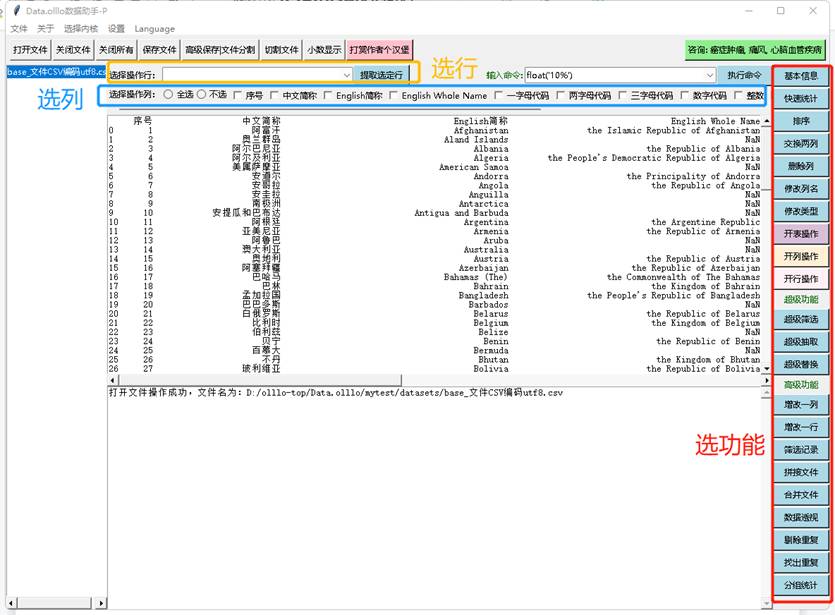 Data.olllo数据助手-P
文件 关于 选择内核 设置 Language
打开文件 关闭文件 关闭所有 保存文件 高级保存|文件分割 切割文件 小数显示 打赏作者个汉堡 咨询: 癌症肿瘤, 痛风, 心脑血管疾病
base_文件CSV编码utf8.cs 选择操作行: 提取选定行 选行 输入命令: float('10%') 执行命令 基本信息
选列 选择操作列: 全选 不选 序号 中文简称 English简称 English Whole Name 一字母代码 两字母代码 三字母代码 数字代码 整数 快速统计
序号 中文简称 English简称 English Whole Name
0 1 阿富汗 Afghanistan the Islamic Republic of Afghanistan
1 2 奥兰群岛 Aland Islands NaN
2 3 阿尔巴尼亚 Albania the Republic of Albania
3 4 阿尔及利亚 Algeria the People's Democratic Republic of Algeria
4 5 美属萨摩亚 American Samoa NaN
5 6 安道尔 Andorra the Principality of Andorra
6 7 安哥拉 Angola the Republic of Angola
7 8 安圭拉 Anguilla NaN
8 9 南极洲 Antarctica NaN
9 10 安提瓜和巴布达 Antigua and Barbuda NaN
10 11 阿根廷 Argentina the Argentine Republic
11 12 亚美尼亚 Armenia the Republic of Armenia
12 13 阿鲁巴 Aruba NaN
13 14 澳大利亚 Australia NaN
14 15 奥地利 Austria the Republic of Austria
15 16 阿塞拜疆 Azerbaijan the Republic of Azerbaijan
16 17 巴哈马 Bahamas (The) the Commonwealth of The Bahamas
17 18 巴林 Bahrain the Kingdom of Bahrain
18 19 孟加拉国 Bangladesh the People's Republic of Bangladesh
19 20 巴巴多斯 Barbados NaN
20 21 白俄罗斯 Belarus the Republic of Belarus
21 22 比利时 Belgium the Kingdom of Belgium
22 23 伯利兹 Belize NaN
23 24 贝宁 Benin the Republic of Benin
24 25 百慕大 Bermuda NaN
25 26 不丹 Bhutan the Kingdom of Bhutan
26 27 玻利维亚 Bolivia the Republic of Bolivia
打开文件操作成功，文件名为: D:/olllo-top/Data.olllo/mytest/datasets/base_文件CSV编码utf8.csv
选功能
排序
交换两列
删除列
修改列名
修改类型
开表操作
开列操作
开行操作
超级功能
超级筛选
超级抽取
超级替换
高级功能
增改一列
增改一行
筛选记录
拼接文件
合并文件
数据透视
剔除重复
找出重复
分组统计